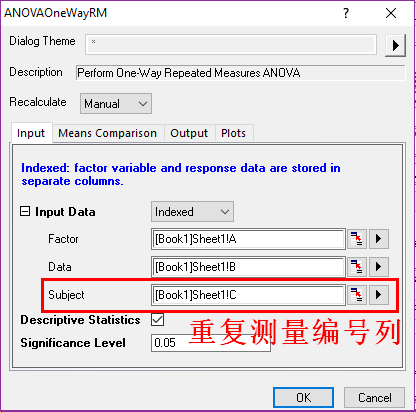 ANOVAOneWayRM
Dialog Theme *
Description Perform One-Way Repeated Measures ANOVA
Recalculate Manual
Input Means Comparison Output Plots
Indexed: factor variable and response data are stored in
separate columns.
Input Data Indexed
Factor [Book1]Sheet1!A
Data [Book1]Sheet1!B
Subject [Book1]Sheet1!C
Descriptive Statistics
重复测量编号列
Significance Level 0.05
OK Cancel